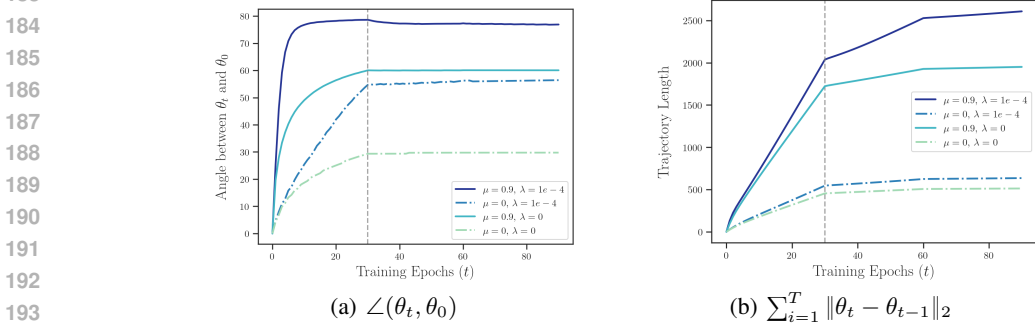 183
184
185
186
187
188
189
190
191
192
193
Angle between θ_t and θ_0
80
70
60
50
40
30
20
10
0
μ = 0.9, λ = 1e − 4
μ = 0, λ = 1e − 4
μ = 0.9, λ = 0
μ = 0, λ = 0
0 20 40 60 80
Training Epochs (t)
(a) ∠(θ_t, θ_0)
Trajectory Length
2500
2000
1500
1000
500
0
μ = 0.9, λ = 1e − 4
μ = 0, λ = 1e − 4
μ = 0.9, λ = 0
μ = 0, λ = 0
0 20 40 60 80
Training Epochs (t)
(b) ∑_{i=1}^{T} ‖θ_t − θ_{t−1}‖_2